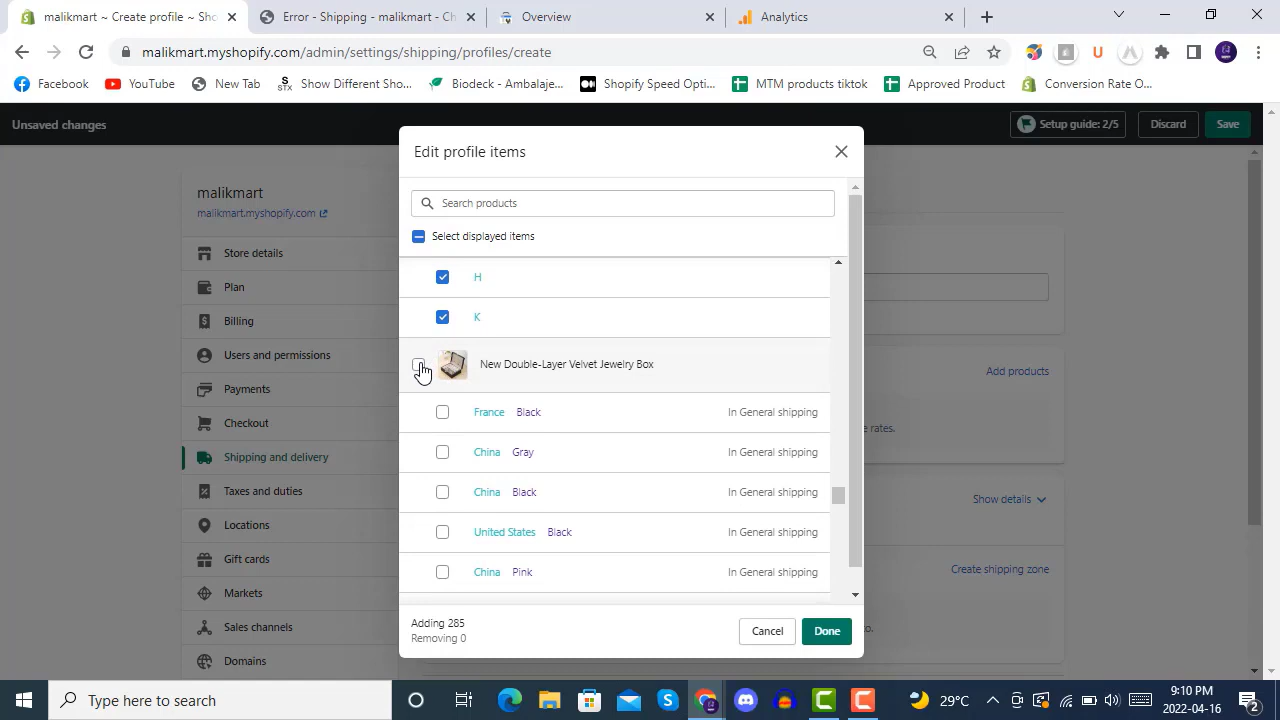 malikmart ~ Create profile ~ Sho
Error - Shipping - malikmart - Ch
Overview
Analytics
malikmart.myshopify.com/admin/settings/shipping/profiles/create
Facebook
YouTube
New Tab
STX
Show Different Sho...
Biodeck - Ambalaje...
Shopify Speed Opti...
MTM products tiktok
Approved Product
Conversion Rate O...
Unsaved changes
Setup guide: 2/5
Discard
Save
malikmart
malikmart.myshopify.com
Store details
Plan
Billing
Users and permissions
Payments
Checkout
Shipping and delivery
Taxes and duties
Locations
Gift cards
Markets
Sales channels
Domains
Edit profile items
Search products
Select displayed items
H
K
New Double-Layer Velvet Jewelry Box
France Black In General shipping
China Gray In General shipping
China Black In General shipping
United States Black In General shipping
China Pink In General shipping
Adding 285
Removing 0
Cancel
Done
Add products
e rates.
Show details
Create shipping zone
o.
Type here to search
29°C
9:10 PM
2022-04-16
2